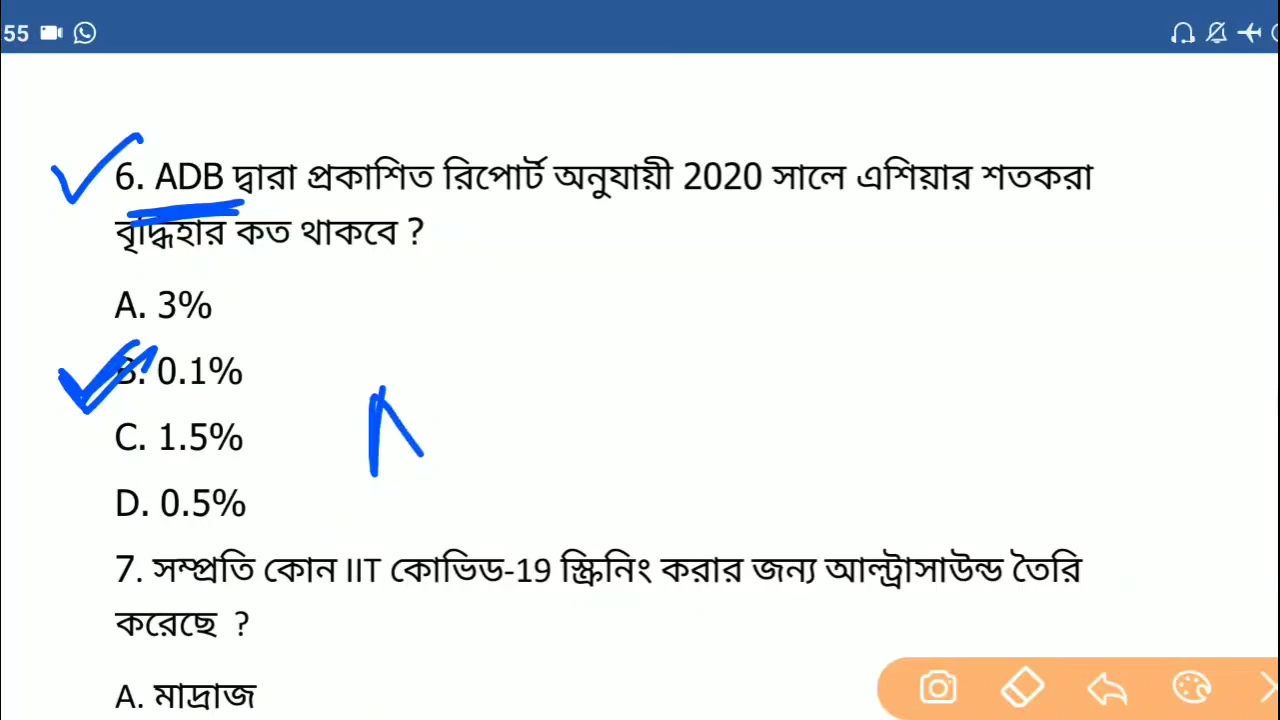 55
6. ADB দ্বারা প্রকাশিত রিপোর্ট অনুযায়ী 2020 সালে এশিয়ার শতকরা
বৃদ্ধিহার কত থাকবে ?
A. 3%
B. 0.1%
C. 1.5%
D. 0.5%
7. সম্প্রতি কোন IIT কোভিড-19 স্ক্রিনিং করার জন্য আল্ট্রাসাউন্ড তৈরি
করেছে ?
A. মাদ্রাজ